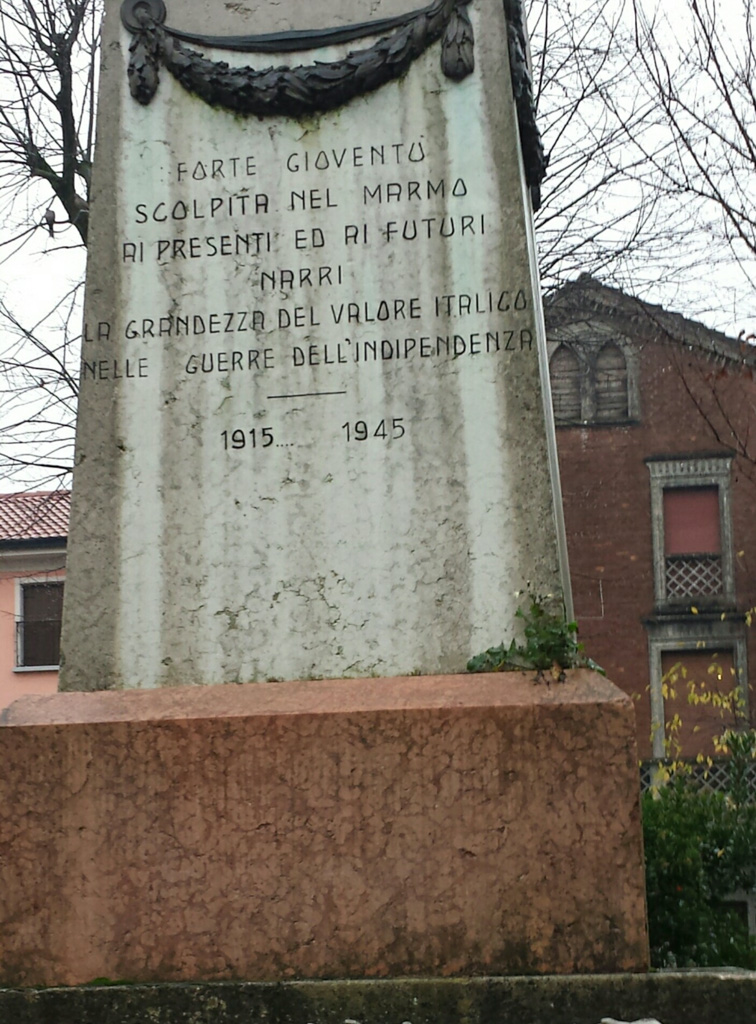 FORTE GIOVENTÙ
SCOLPITA NEL MARMO
AI PRESENTI ED AI FUTURI
NARRI
LA GRANDEZZA DEL VALORE ITALICO
NELLE GUERRE DELL'INDIPENDENZA
1915.... 1945